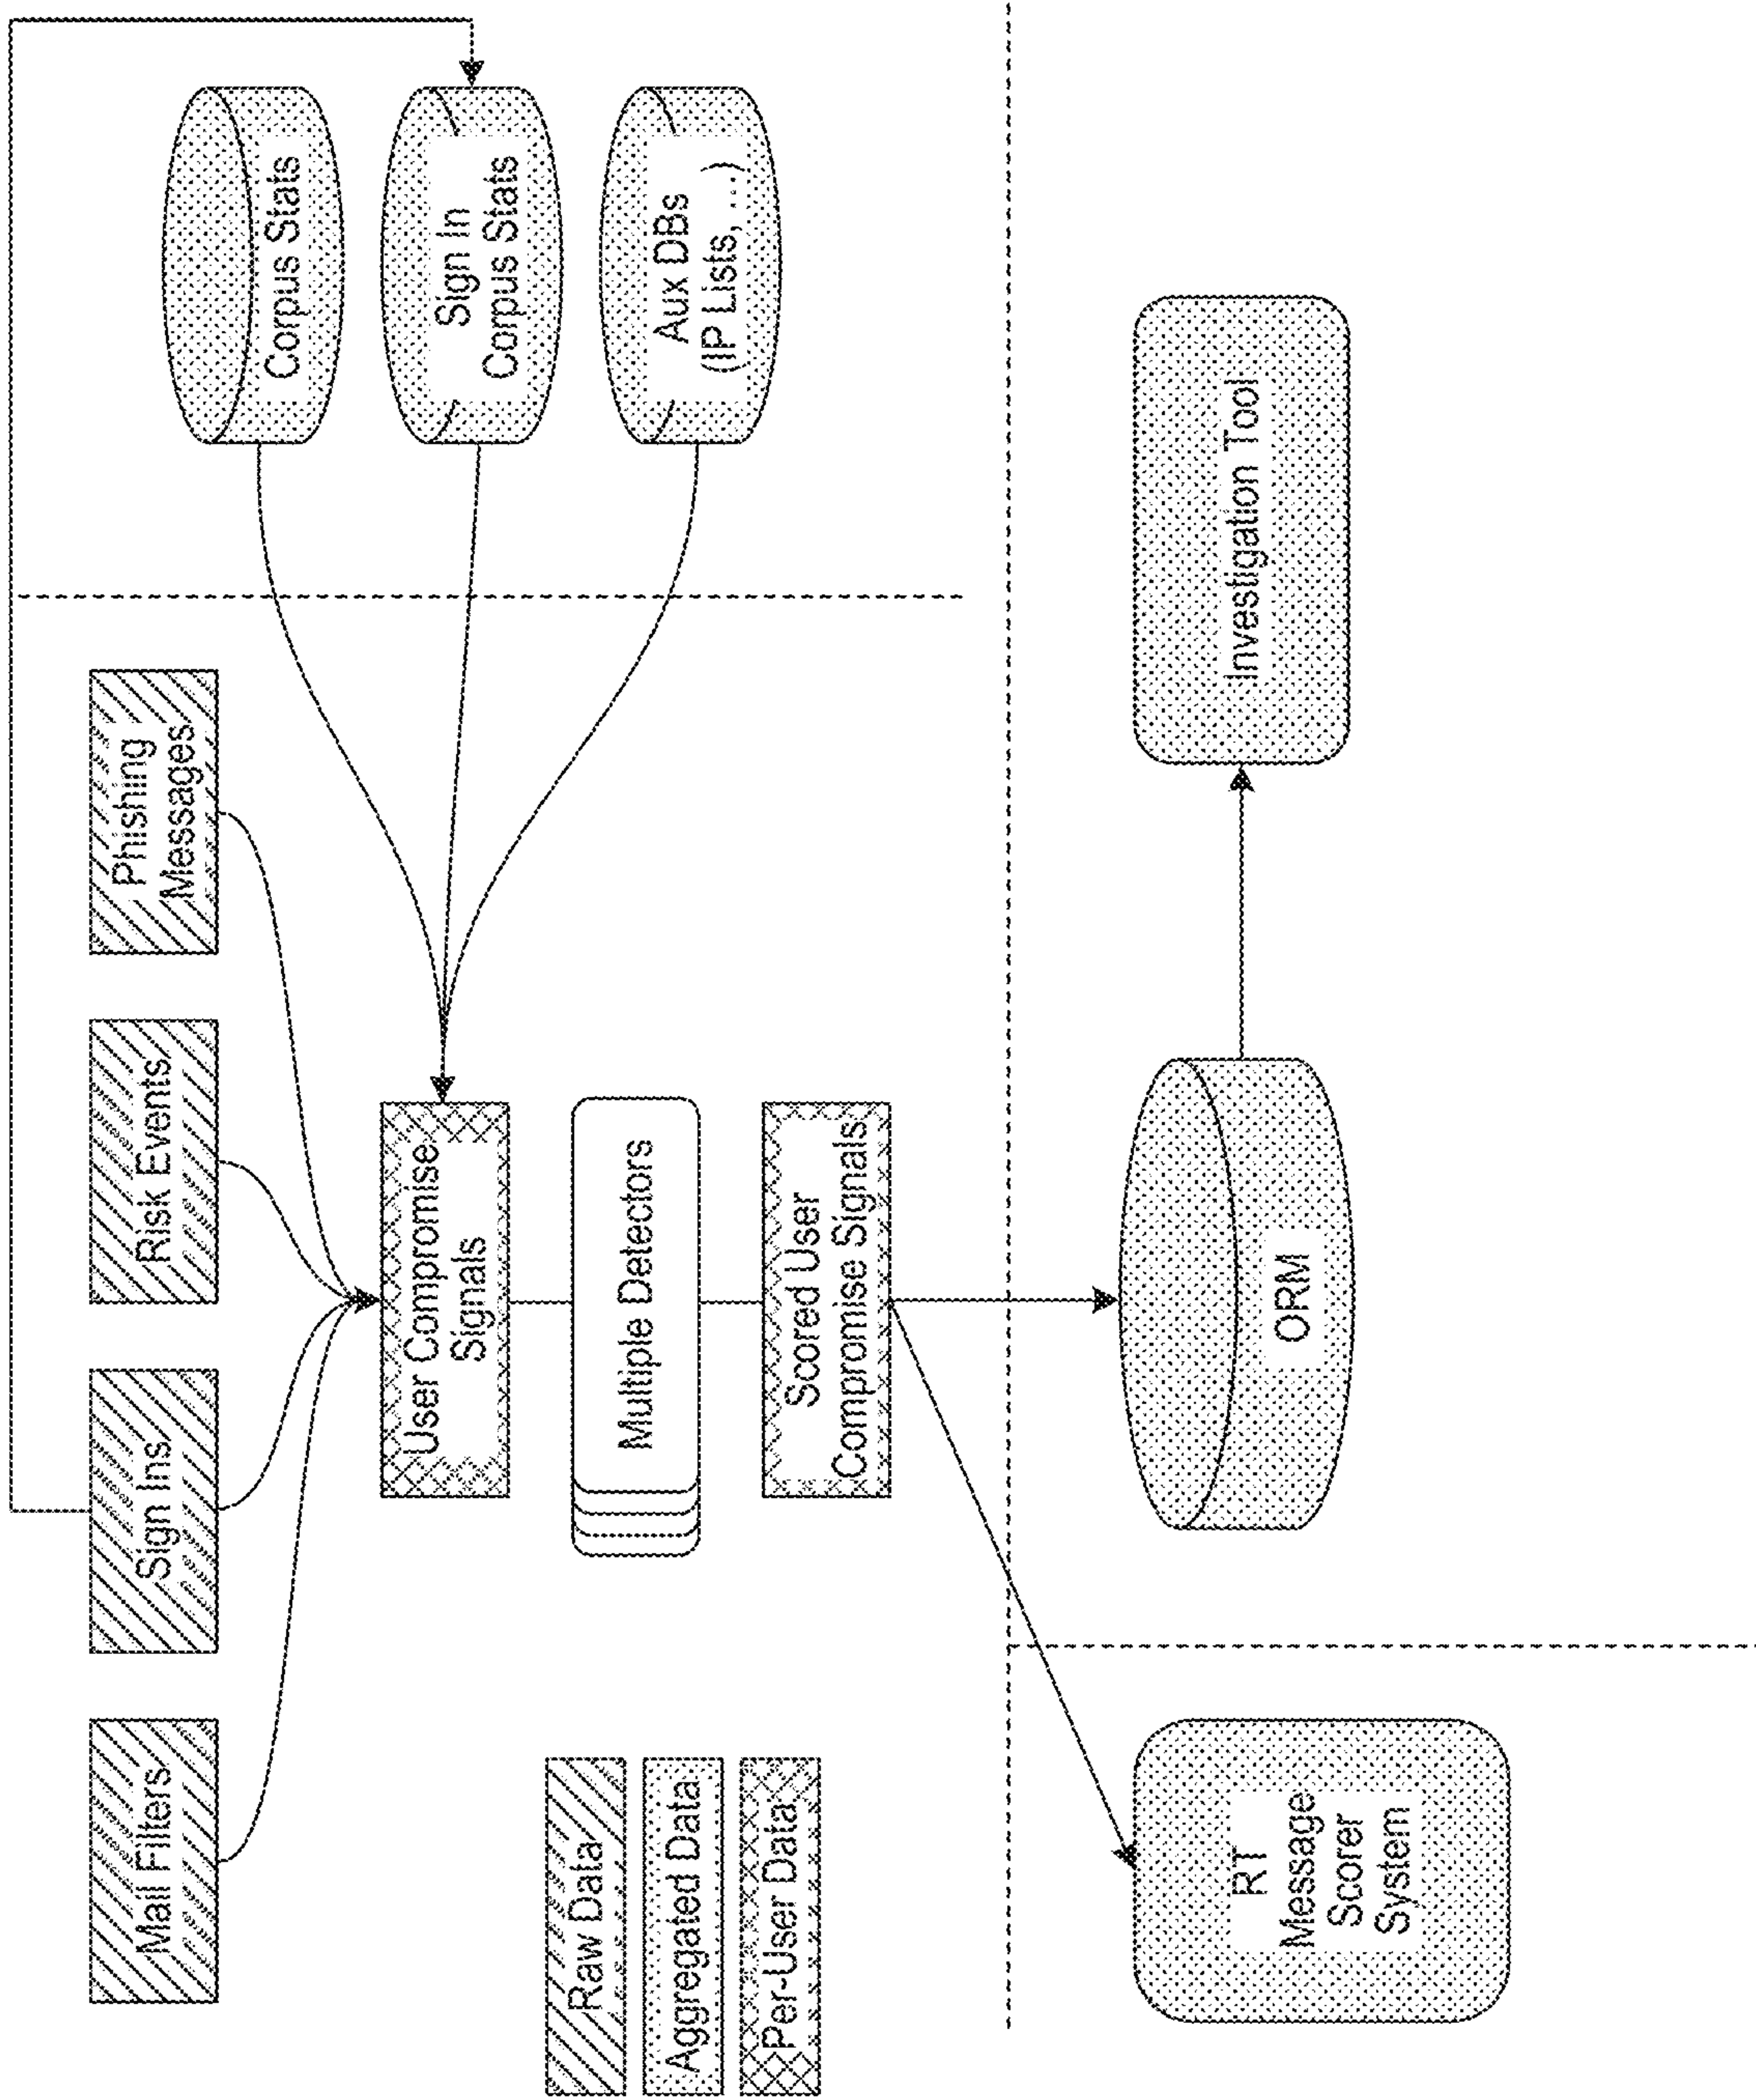 Mail Filters
Sign Ins
Risk Events
Phishing
Messages
Corpus Stats
Sign In
Corpus Stats
Aux DBs
(IP Lists, ...)
User Compromise
Signals
Multiple Detectors
Scored User
Compromise Signals
Raw Data
Aggregated Data
Per-User Data
RT
Message
Scorer
System
ORM
Investigation Tool